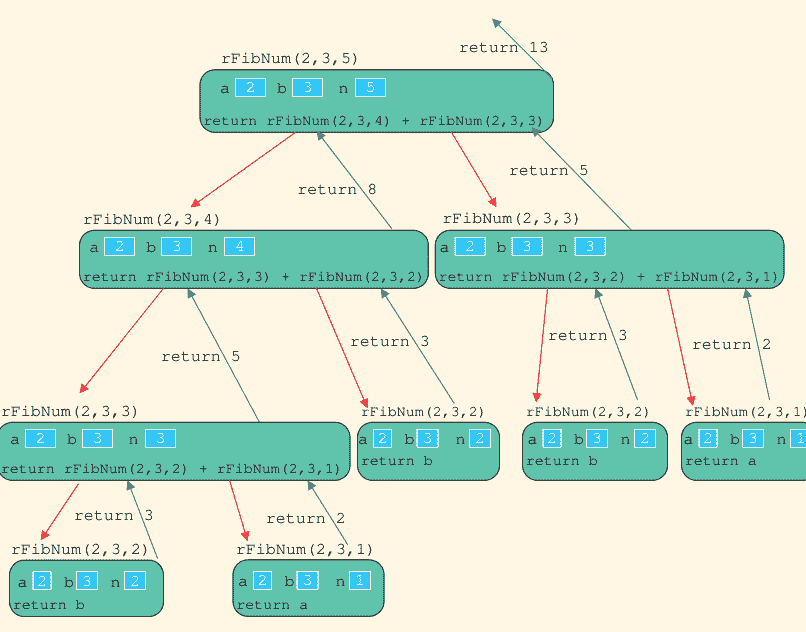 return 13
rFibNum(2,3,5)
a 2 b 3 n 5
return rFibNum(2,3,4) + rFibNum(2,3,3)
return 8
return 5
rFibNum(2,3,4)
a 2 b 3 n 4
return rFibNum(2,3,3) + rFibNum(2,3,2)
rFibNum(2,3,3)
a 2 b 3 n 3
return rFibNum(2,3,2) + rFibNum(2,3,1)
return 5
return 3
return 3
return 2
rFibNum(2,3,3)
a 2 b 3 n 3
return rFibNum(2,3,2) + rFibNum(2,3,1)
rFibNum(2,3,2)
a 2 b 3 n 2
return b
rFibNum(2,3,2)
a 2 b 3 n 2
return b
rFibNum(2,3,1)
a 2 b 3 n 1
return a
return 3
return 2
rFibNum(2,3,2)
a 2 b 3 n 2
return b
rFibNum(2,3,1)
a 2 b 3 n 1
return a